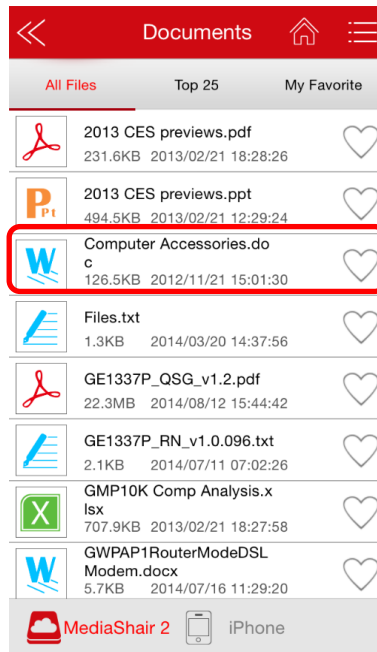 Documents
All Files Top 25 My Favorite
2013 CES previews.pdf
231.6KB 2013/02/21 18:28:26
Pt
2013 CES previews.ppt
494.5KB 2013/02/21 12:29:24
W
Computer Accessories.do
c
126.5KB 2012/11/21 15:01:30
Files.txt
1.3KB 2014/03/20 14:37:56
GE1337P_QSG_v1.2.pdf
22.3MB 2014/08/12 15:44:42
GE1337P_RN_v1.0.096.txt
2.1KB 2014/07/11 07:02:26
X
GMP10K Comp Analysis.x
lsx
707.9KB 2013/02/21 18:27:58
W
GWPAP1RouterModeDSL
Modem.docx
5.7KB 2014/07/16 11:29:20
MediaShair 2 iPhone